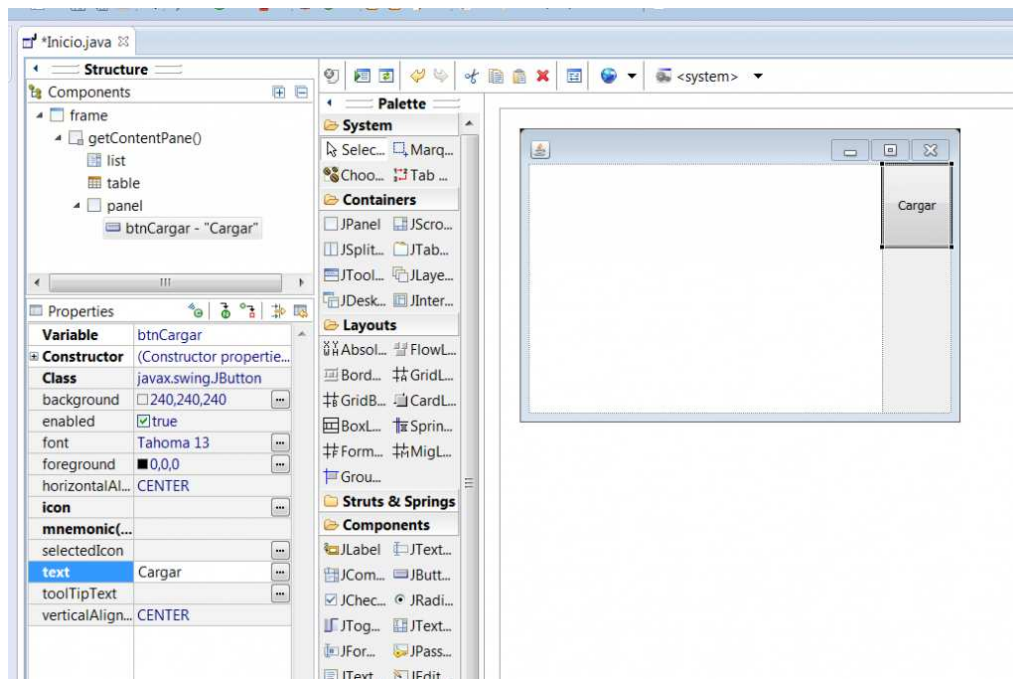 *Inicio.java
Structure
Components
frame
getContentPane()
list
table
panel
btnCargar - "Cargar"
Properties
Variable btnCargar
Constructor (Constructor propertie...
Class javax.swing.JButton
background 240,240,240
enabled true
font Tahoma 13
foreground 0,0,0
horizontalAl... CENTER
icon
mnemonic(...
selectedIcon
text Cargar
toolTipText
verticalAlign... CENTER
<system>
Palette
System
Selec... Marq...
Choo... Tab ...
Containers
JPanel JScro...
JSplit... JTab...
JTool... JLaye...
JDesk... JInter...
Layouts
Absol... FlowL...
Bord... GridL...
GridB... CardL...
BoxL... Sprin...
Form... MigL...
Grou...
Struts & Springs
Components
JLabel JText...
JCom... JButt...
JChec... JRadi...
JTog... JText...
JFor... JPass...
JText... JEdit...
Cargar